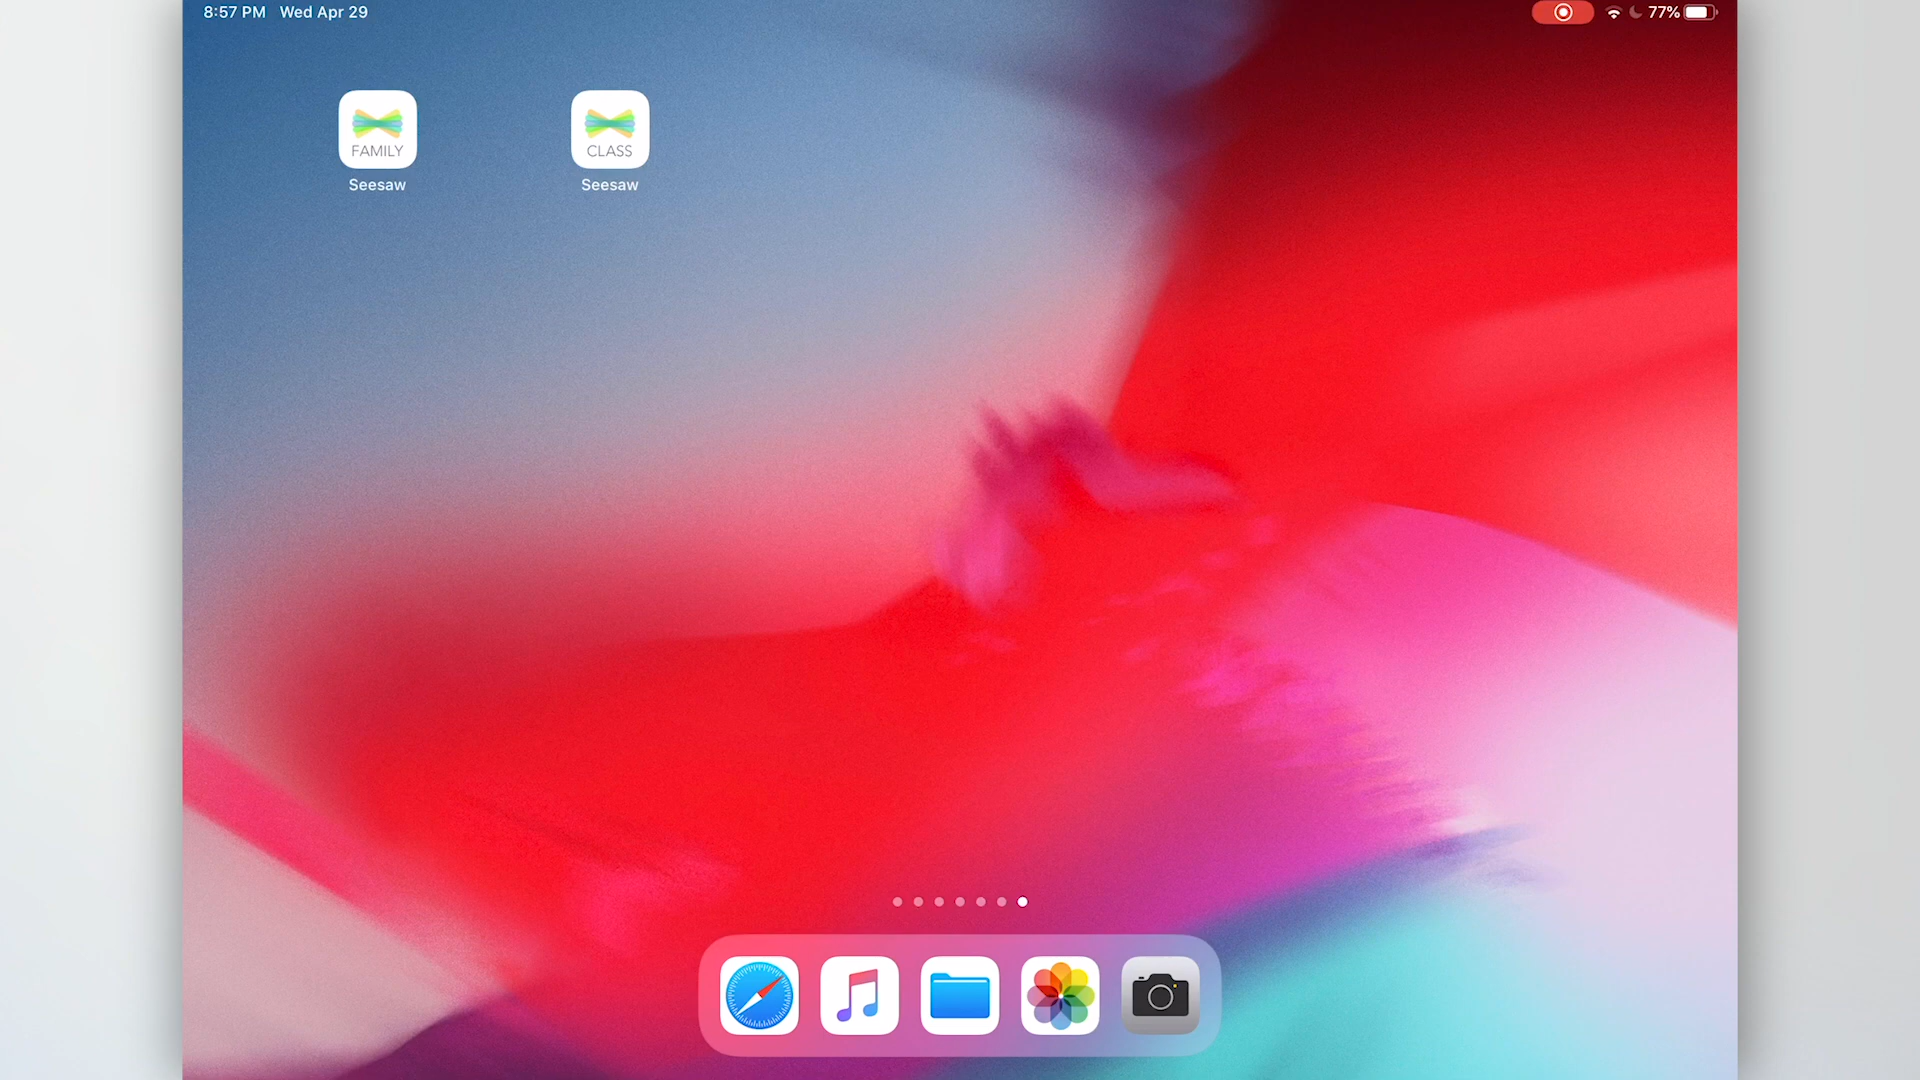 8:57 PM Wed Apr 29
77%
FAMILY
CLASS
Seesaw
Seesaw